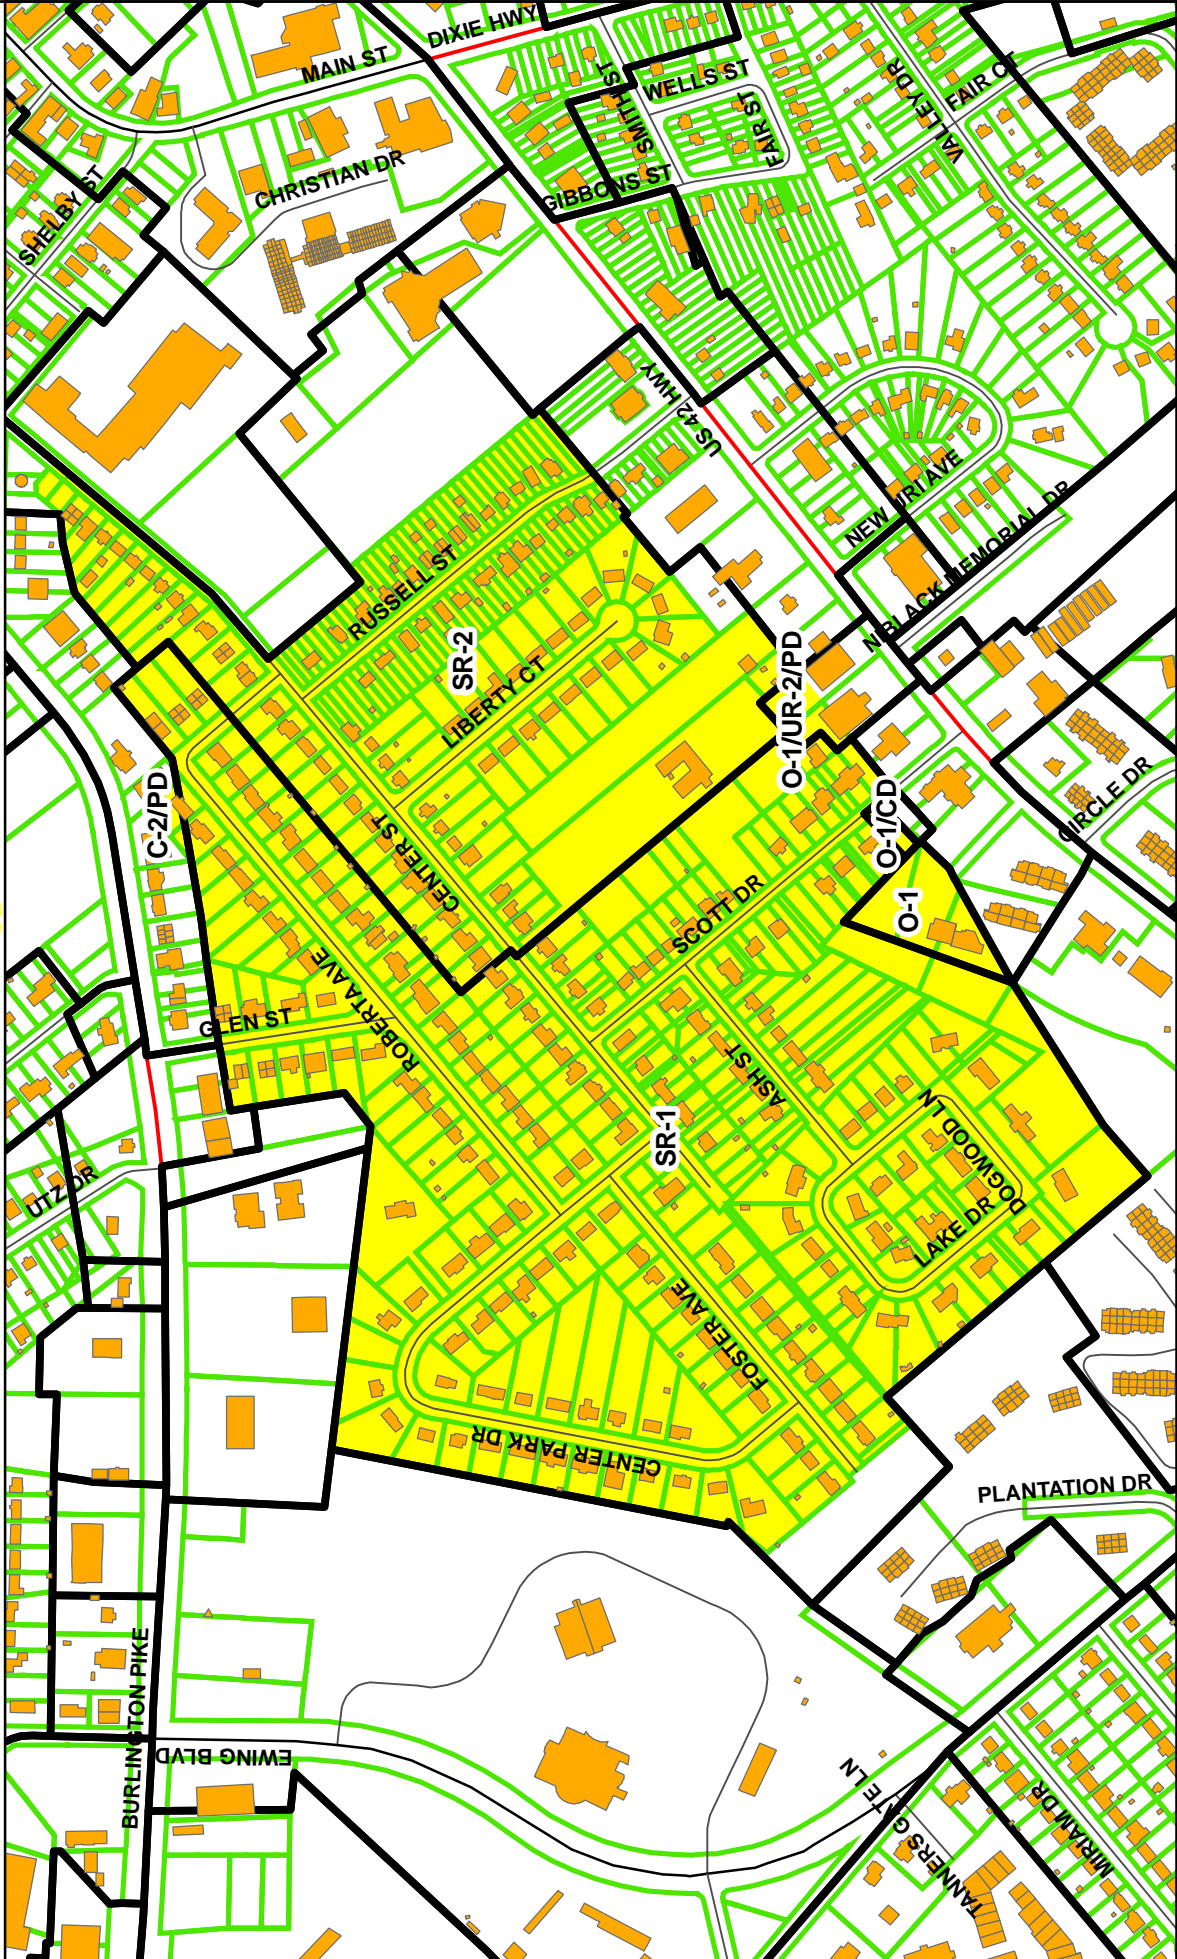 DIXIE HWY
MAIN ST
SMITH ST
WELLS ST
FAIR ST
VALLEY DR
FAIR CT
CHRISTIAN DR
GIBBONS ST
SHELBY ST
US 42 HWY
NEW URI AVE
N BLACK MEMORIAL DR
RUSSELL ST
SR-2
LIBERTY CT
O-1/UR-2/PD
C-2/PD
CENTER ST
O-1/CD
CIRCLE DR
O-1
SCOTT DR
ROBERTA AVE
GLEN ST
ASH ST
SR-1
DOGWOOD LN
LAKE DR
UTZ DR
FOSTER AVE
CENTER PARK DR
PLANTATION DR
BURLINGTON PIKE
EWING BLVD
TANNERS GATE LN
MIRIAM DR